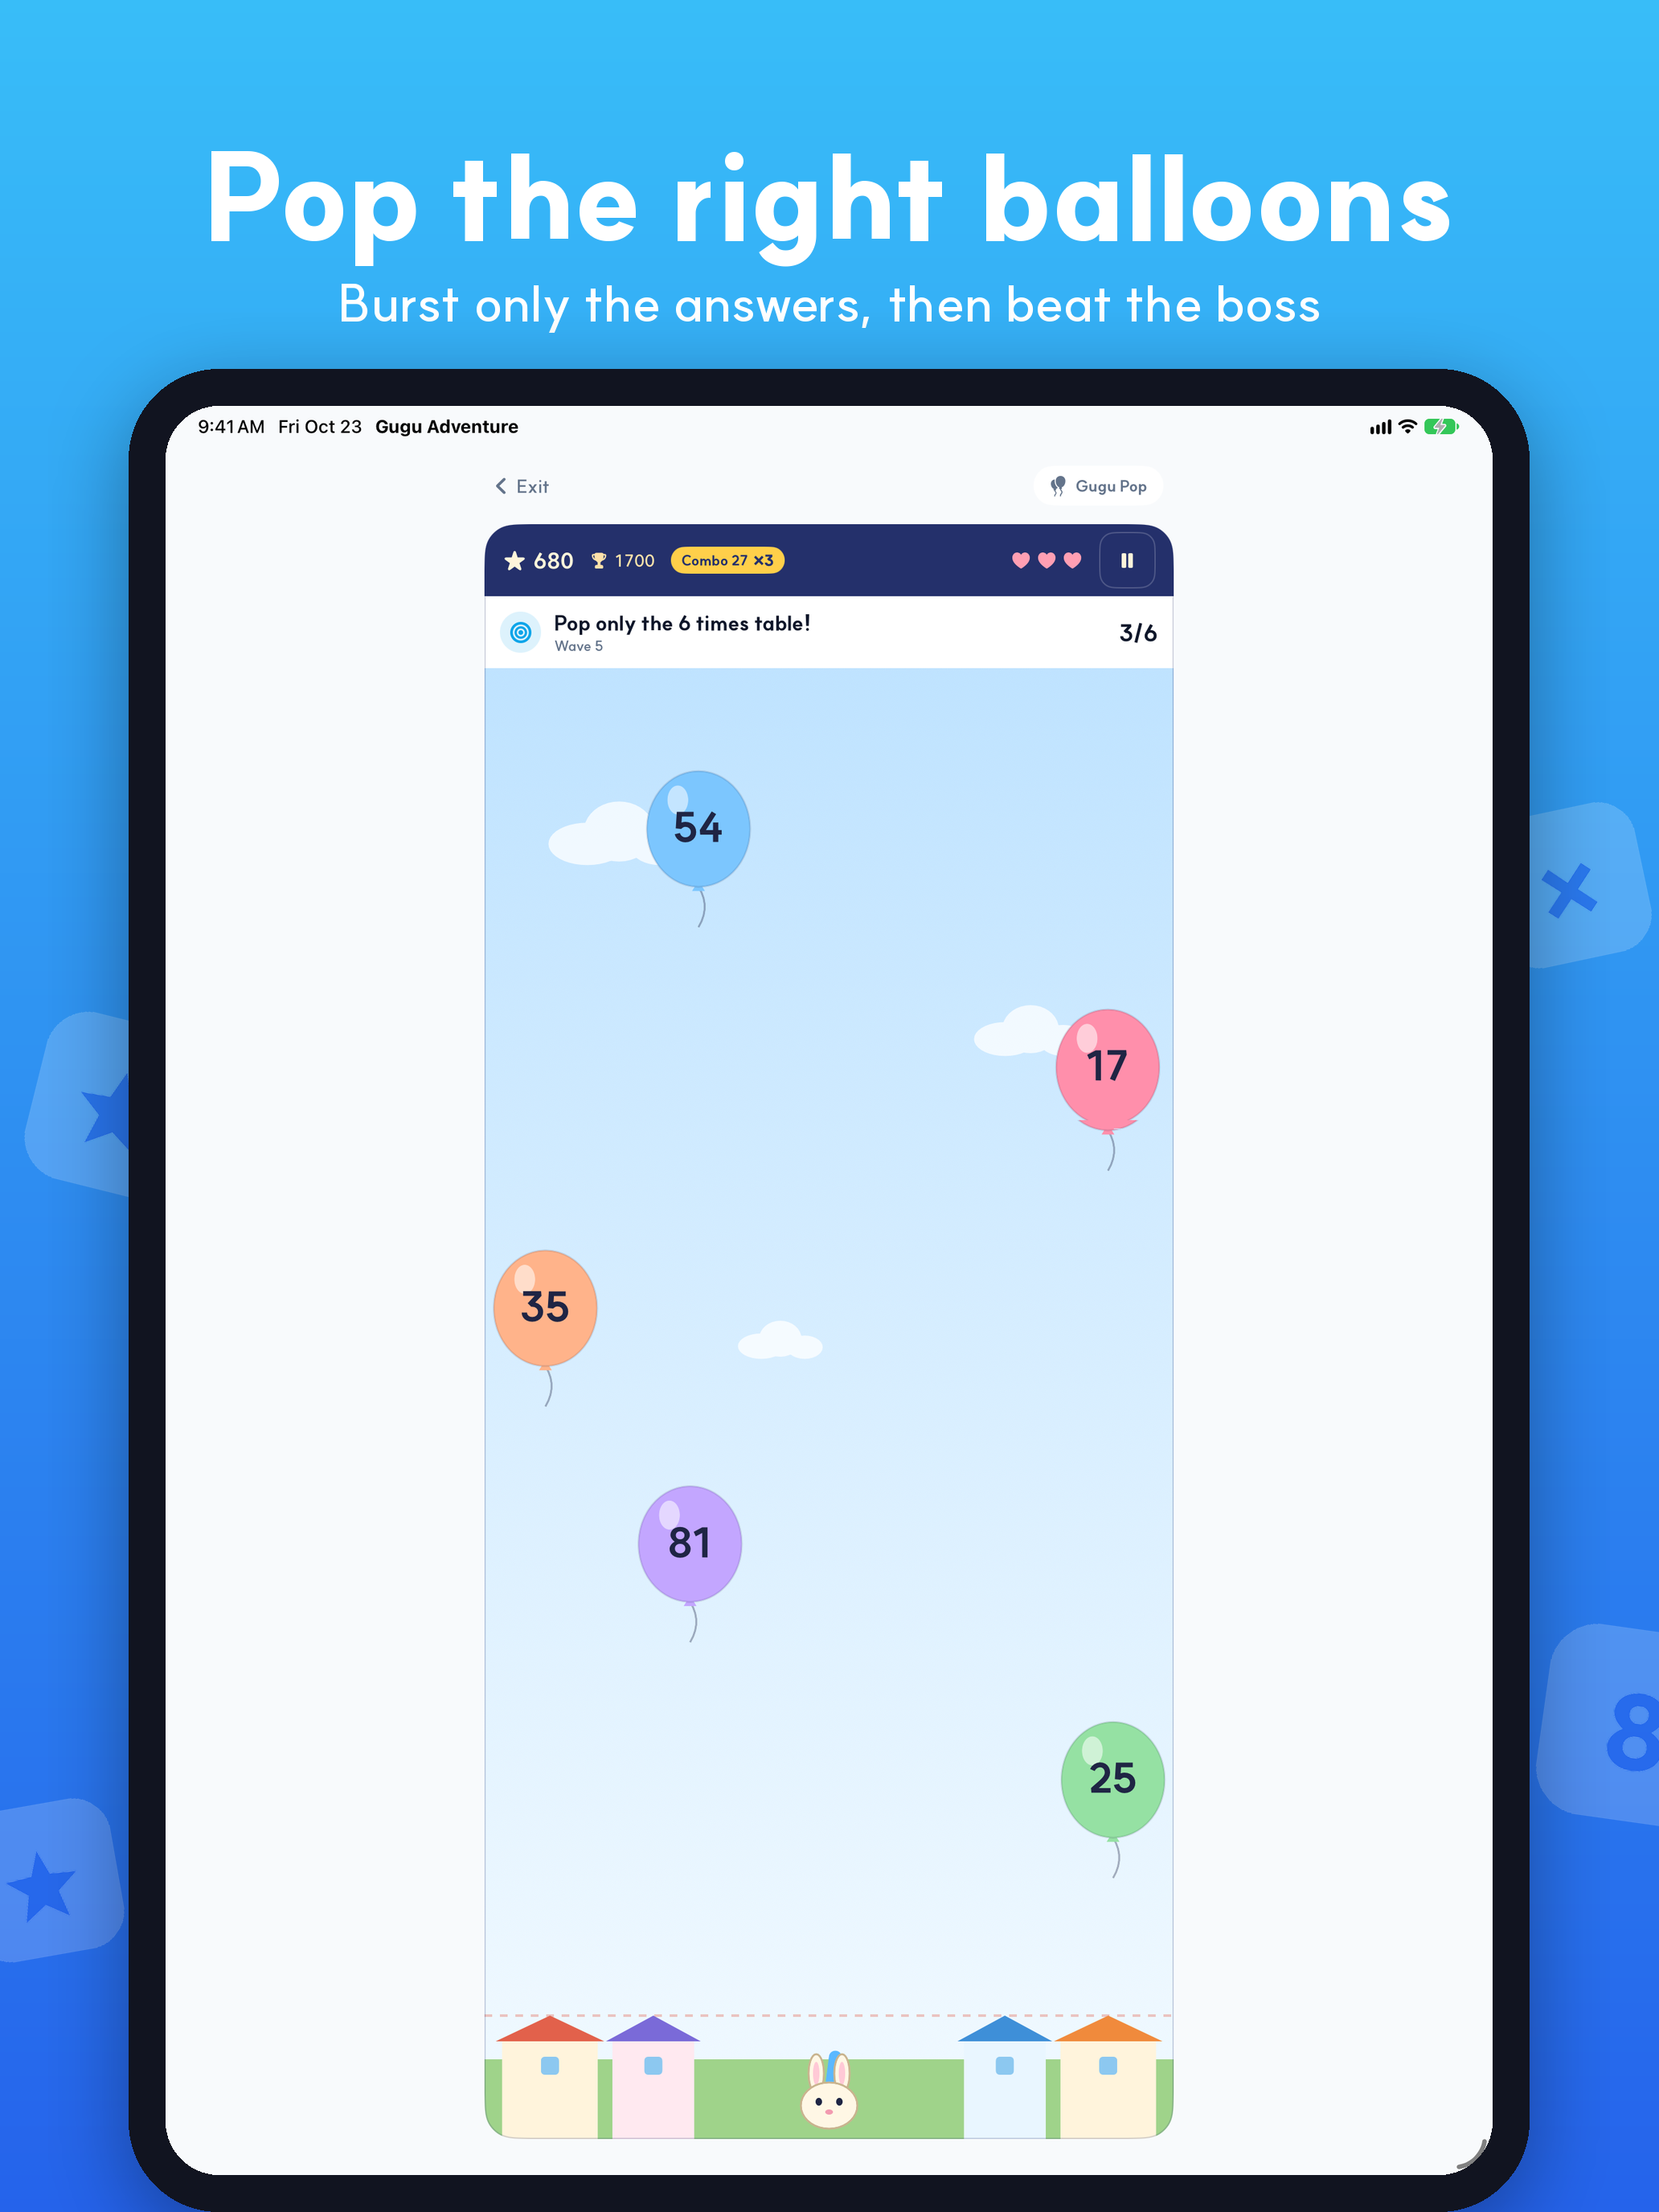 Pop the right balloons
Burst only the answers, then beat the boss
9:41 AM Fri Oct 23 Gugu Adventure
Exit
Gugu Pop
680 1700 Combo 27 ×3
Pop only the 6 times table!
Wave 5
3/6
54
17
35
81
25
8